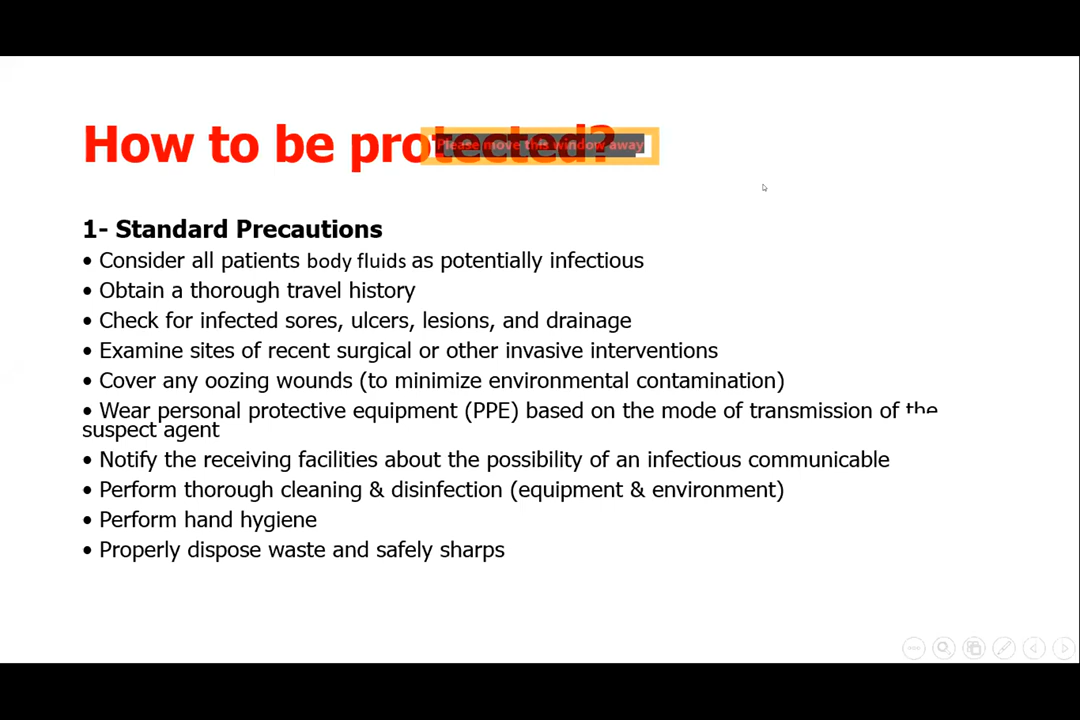 How to be protected?
Please move this window away
1- Standard Precautions
• Consider all patients body fluids as potentially infectious
• Obtain a thorough travel history
• Check for infected sores, ulcers, lesions, and drainage
• Examine sites of recent surgical or other invasive interventions
• Cover any oozing wounds (to minimize environmental contamination)
• Wear personal protective equipment (PPE) based on the mode of transmission of the
suspect agent
• Notify the receiving facilities about the possibility of an infectious communicable
• Perform thorough cleaning & disinfection (equipment & environment)
• Perform hand hygiene
• Properly dispose waste and safely sharps